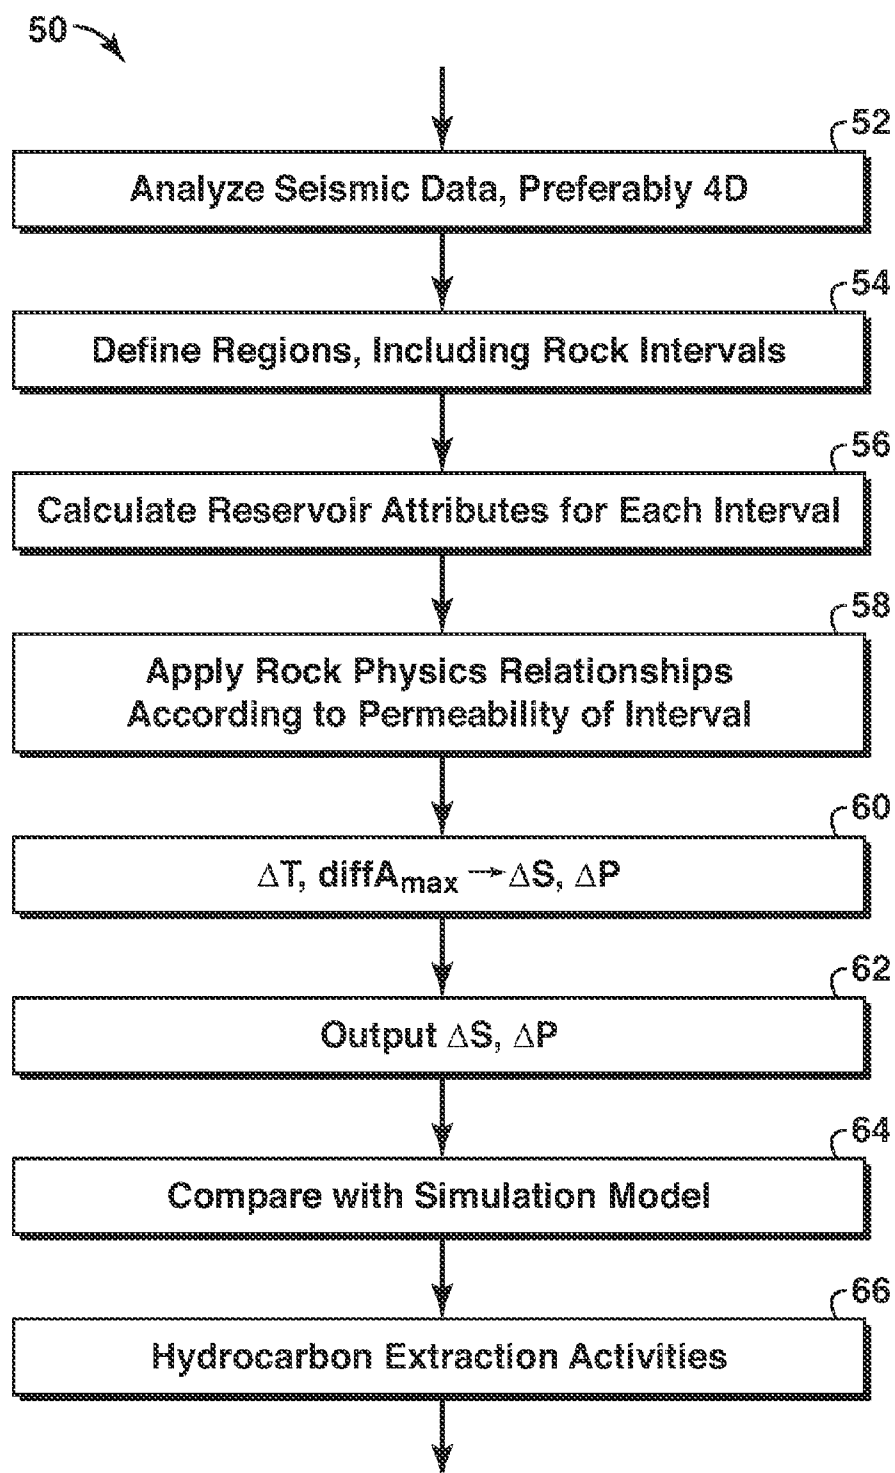 50
52
Analyze Seismic Data, Preferably 4D
54
Define Regions, Including Rock Intervals
56
Calculate Reservoir Attributes for Each Interval
58
Apply Rock Physics Relationships
According to Permeability of Interval
60
ΔT, diffAmax → ΔS, ΔP
62
Output ΔS, ΔP
64
Compare with Simulation Model
66
Hydrocarbon Extraction Activities